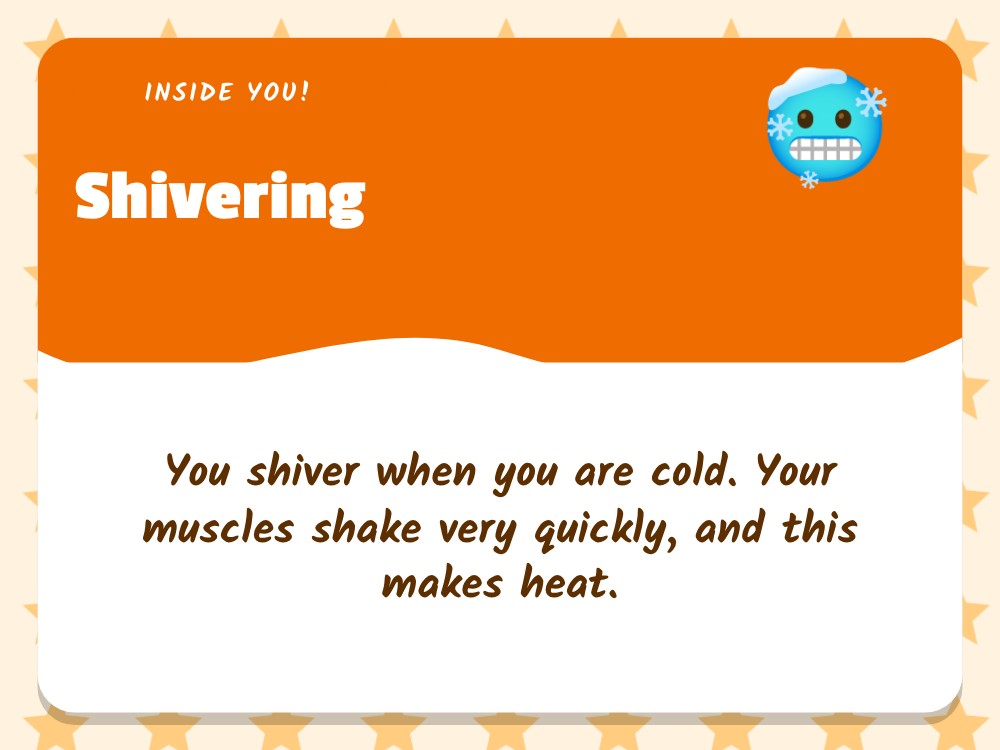 INSIDE YOU!
Shivering
You shiver when you are cold. Your
muscles shake very quickly, and this
makes heat.